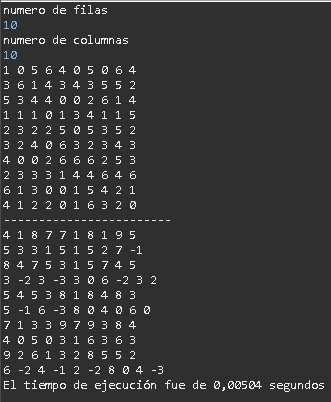 numero de filas
10
numero de columnas
10
1 0 5 6 4 0 5 0 6 4
3 6 1 4 3 4 3 5 5 2
5 3 4 4 0 0 2 6 1 4
1 1 1 0 1 3 4 1 1 5
2 3 2 2 5 0 5 3 5 2
3 2 4 0 6 3 2 3 4 3
4 0 0 2 6 6 6 2 5 3
2 3 3 3 1 4 4 6 4 6
6 1 3 0 0 1 5 4 2 1
4 1 2 2 0 1 6 3 2 0
-------------------------
4 1 8 7 7 1 8 1 9 5
5 3 3 1 5 1 5 2 7 -1
8 4 7 5 3 1 5 7 4 5
3 -2 3 -3 3 0 6 -2 3 2
5 4 5 3 8 1 8 4 8 3
5 -1 6 -3 8 0 4 0 6 0
7 1 3 3 9 7 9 3 8 4
4 0 5 0 3 1 6 3 6 3
9 2 6 1 3 2 8 5 5 2
6 -2 4 -1 2 -2 8 0 4 -3
El tiempo de ejecución fue de 0,00504 segundos